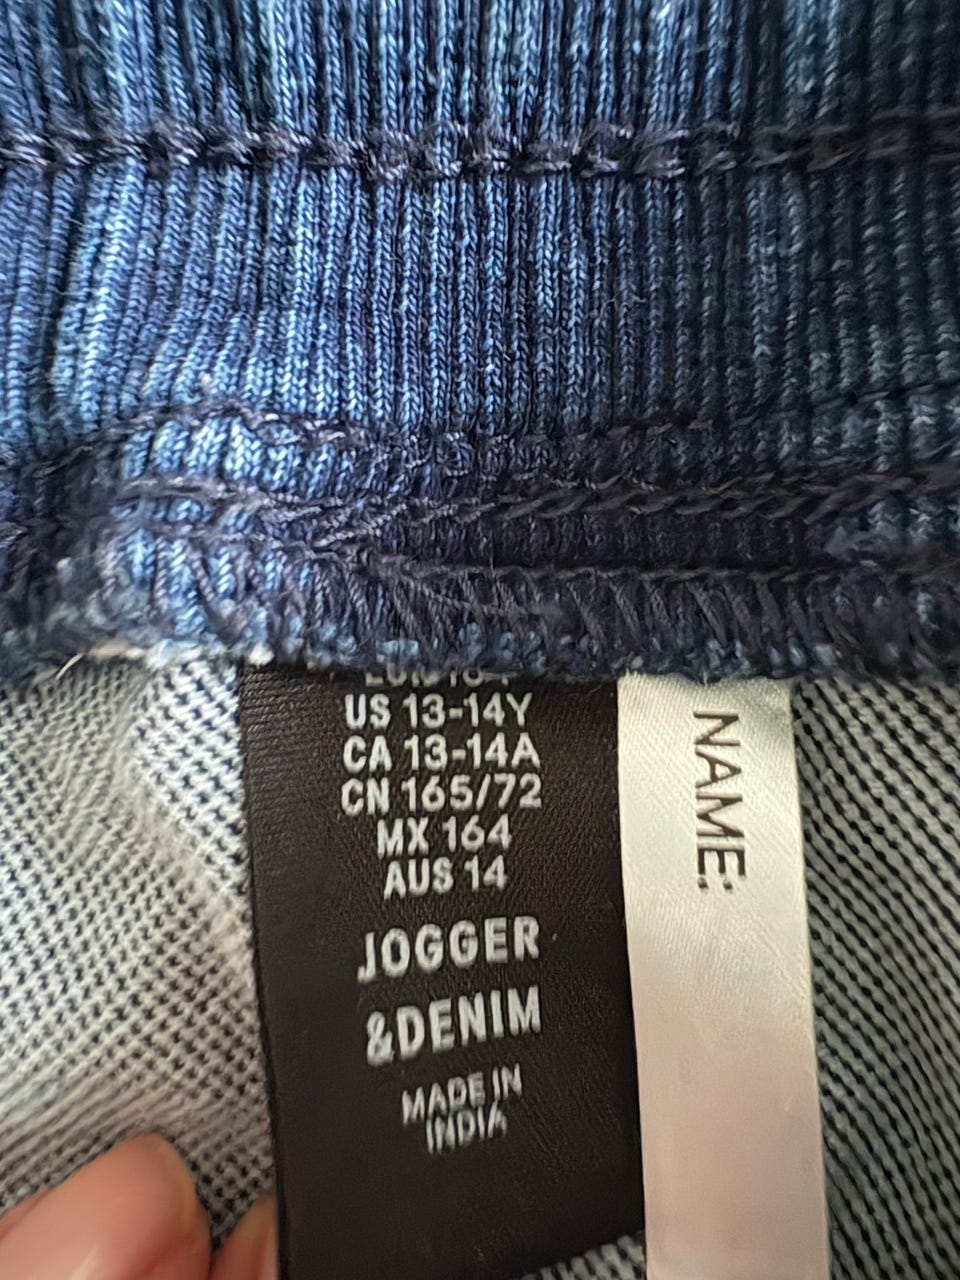 US 13-14Y
CA 13-14A
CN 165/72
MX 164
AUS 14
JOGGER
&DENIM
MADE IN
INDIA
NAME: